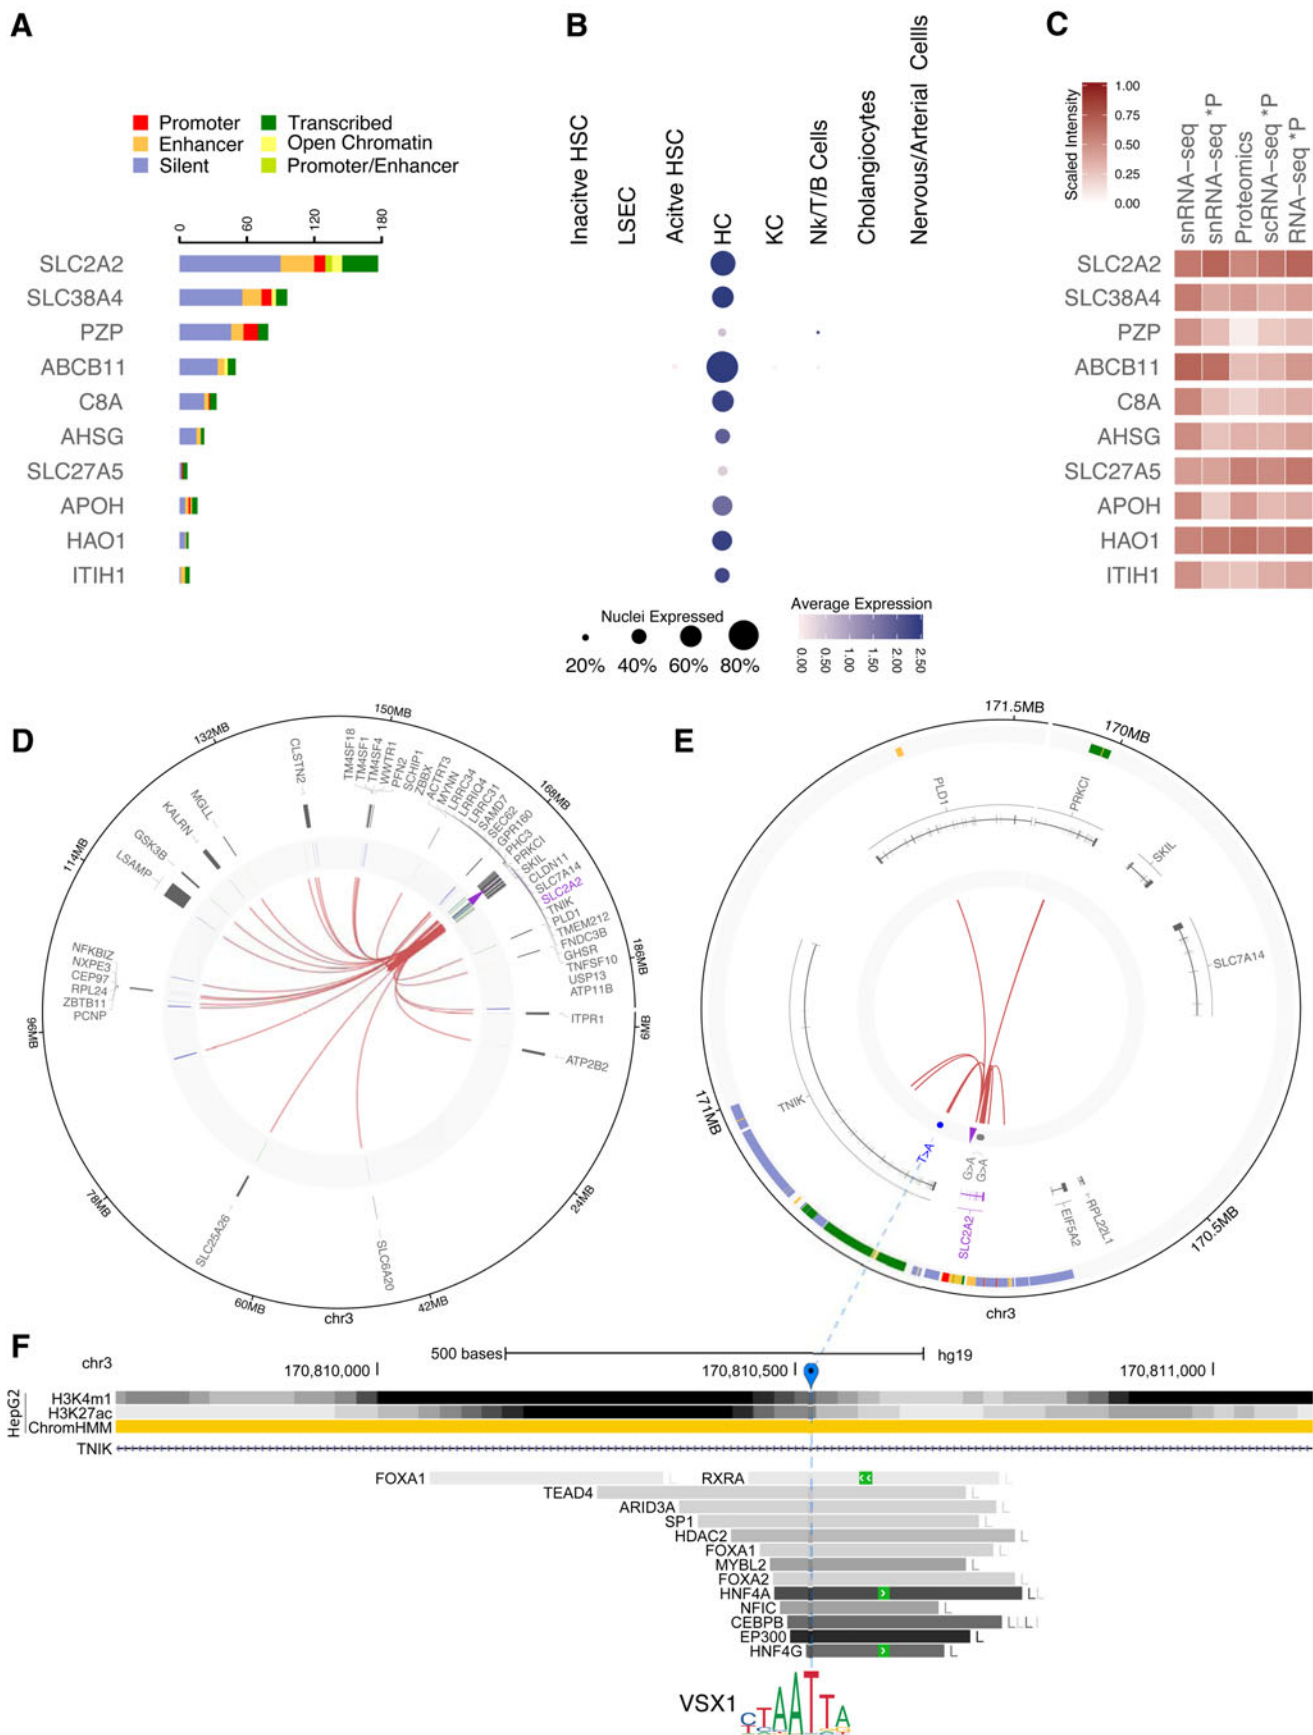 A
Promoter
Enhancer
Silent
Transcribed
Open Chromatin
Promoter/Enhancer
0
60
120
180
SLC2A2
SLC38A4
PZP
ABCB11
C8A
AHSG
SLC27A5
APOH
HAO1
ITIH1
B
Inacitve HSC
LSEC
Acitve HSC
HC
KC
Nk/T/B Cells
Cholangiocytes
Nervous/Arterial Cellls
Nuclei Expressed
20%
40%
60%
80%
Average Expression
0.00
0.50
1.00
1.50
2.00
2.50
C
Scaled Intensity
1.00
0.75
0.50
0.25
0.00
snRNA-seq
snRNA-seq *P
Proteomics
scRNA-seq *P
RNA-seq *P
SLC2A2
SLC38A4
PZP
ABCB11
C8A
AHSG
SLC27A5
APOH
HAO1
ITIH1
D
150MB
168MB
186MB
8MB
24MB
42MB
60MB
78MB
96MB
114MB
132MB
chr3
NFKBIZ
NXPE3
CEP97
RPL24
ZBTB11
PCNP
LSAMP
GSK3B
KALRN
MGLL
CLSTN2
TM4SF18
TM4SF1
TM4SF4
WWTR1
PFN2
SCHIP1
ZBBX
ACTRT3
MYNN
LRRC34
LRRIQ4
LRRC31
SAMD7
SEC62
GPR160
PHC3
PRKCI
SKIL
CLDN11
SLC7A14
SLC2A2
TNIK
PLD1
TMEM212
FNDC3B
GHSR
TNFSF10
USP13
ATP11B
ITPR1
ATP2B2
SLC6A20
SLC25A26
E
171.5MB
170MB
170.5MB
171MB
chr3
PLD1
PRKCI
SKIL
SLC7A14
RPL22L1
EIF5A2
SLC2A2
TNIK
T>A
G>A
G>A
F
500 bases
hg19
chr3
170,810,000
170,810,500
170,811,000
HepG2
H3K4m1
H3K27ac
ChromHMM
TNIK
FOXA1
L
RXRA
L
TEAD4
L
ARID3A
L
SP1
L
HDAC2
L
FOXA1
L
MYBL2
L
FOXA2
L
HNF4A
LL
NFIC
L
CEBPB
LLLL
EP300
L
HNF4G
L
VSX1
CTAATTA